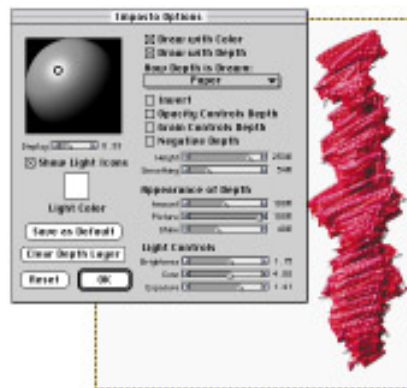 Impasto Options
Draw with Color
Draw with Depth
How Depth is Drawn:
Paper
Invert
Opacity Controls Depth
Grain Controls Depth
Negative Depth
Display
Show Light Icons
Height
Smoothing
Light Color
Appearance of Depth
Amount
Picture
Shine
Save as Default
Clear Depth Layer
Light Controls
Brightness
Conc
Exposure
Reset
OK